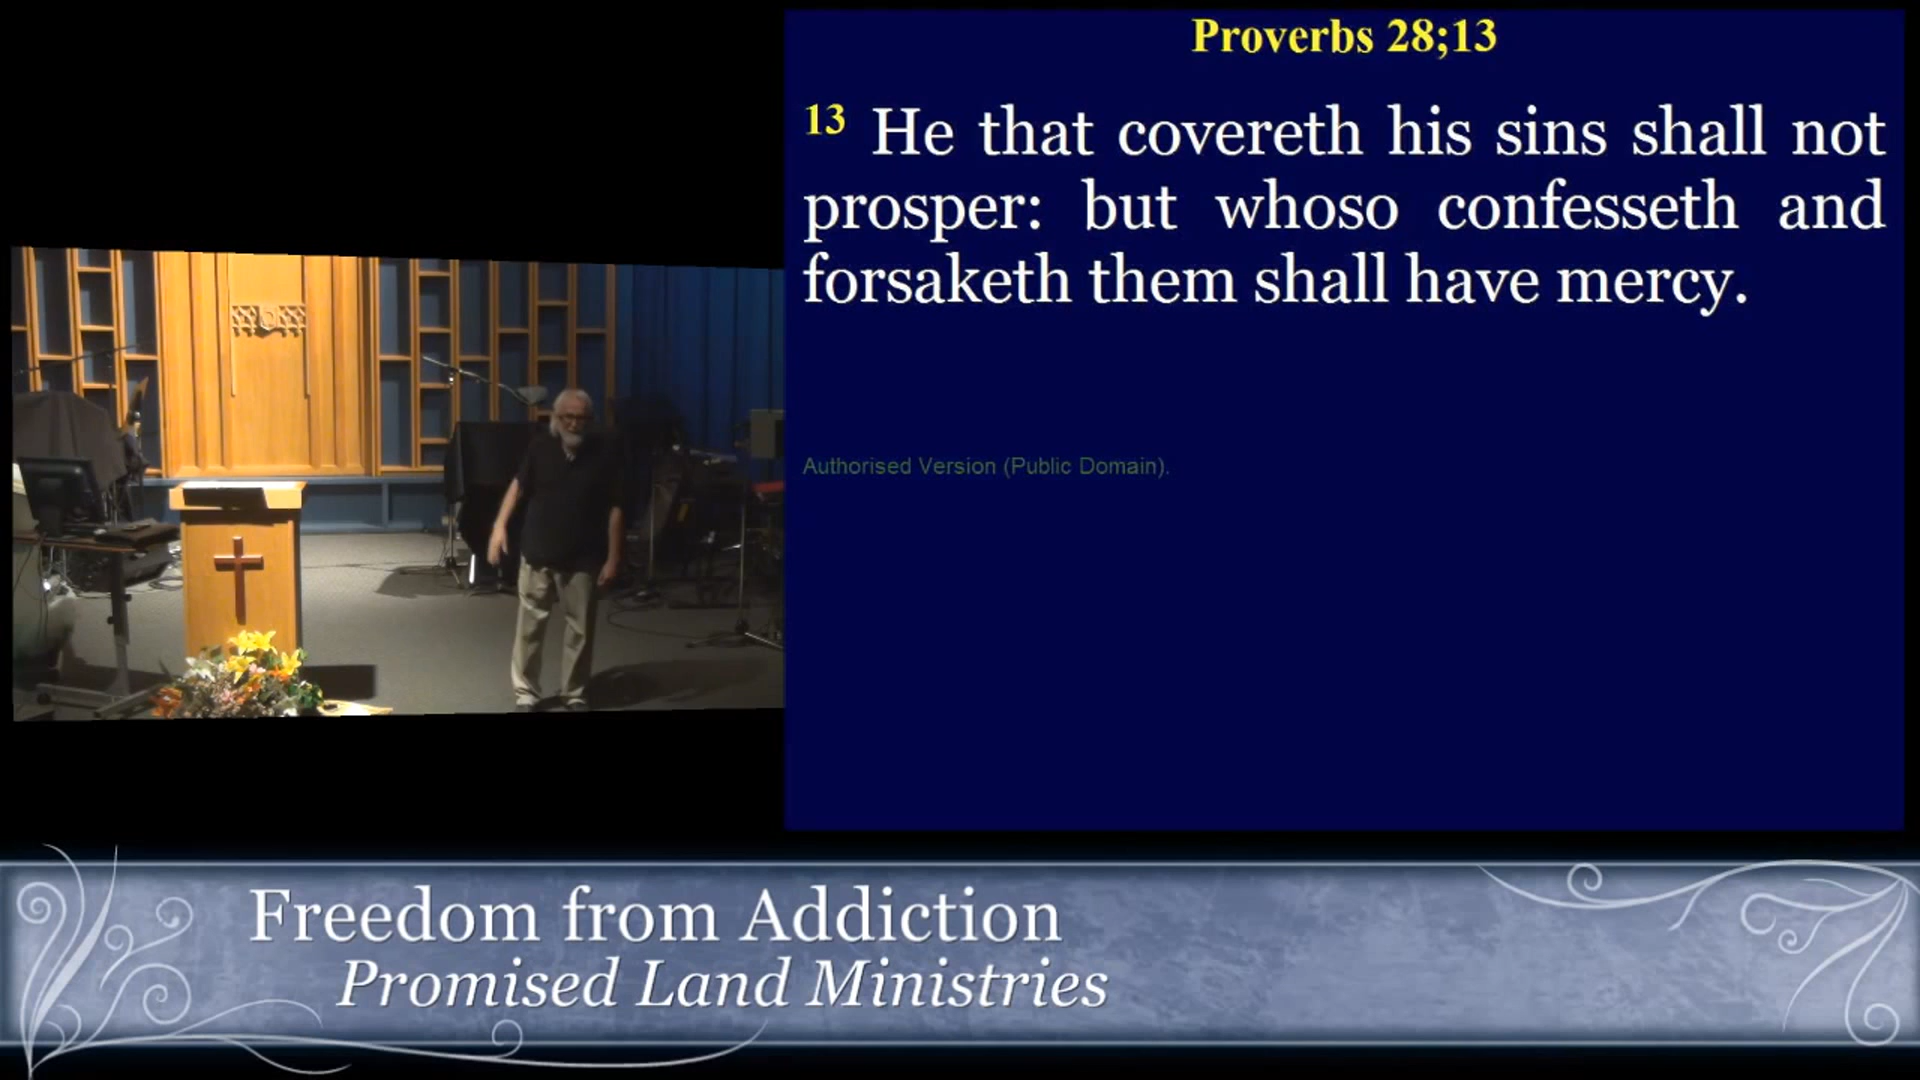 Proverbs 28;13
13 He that covereth his sins shall not
prosper: but whoso confesseth and
forsaketh them shall have mercy.
Authorised Version (Public Domain).
Freedom from Addiction
Promised Land Ministries